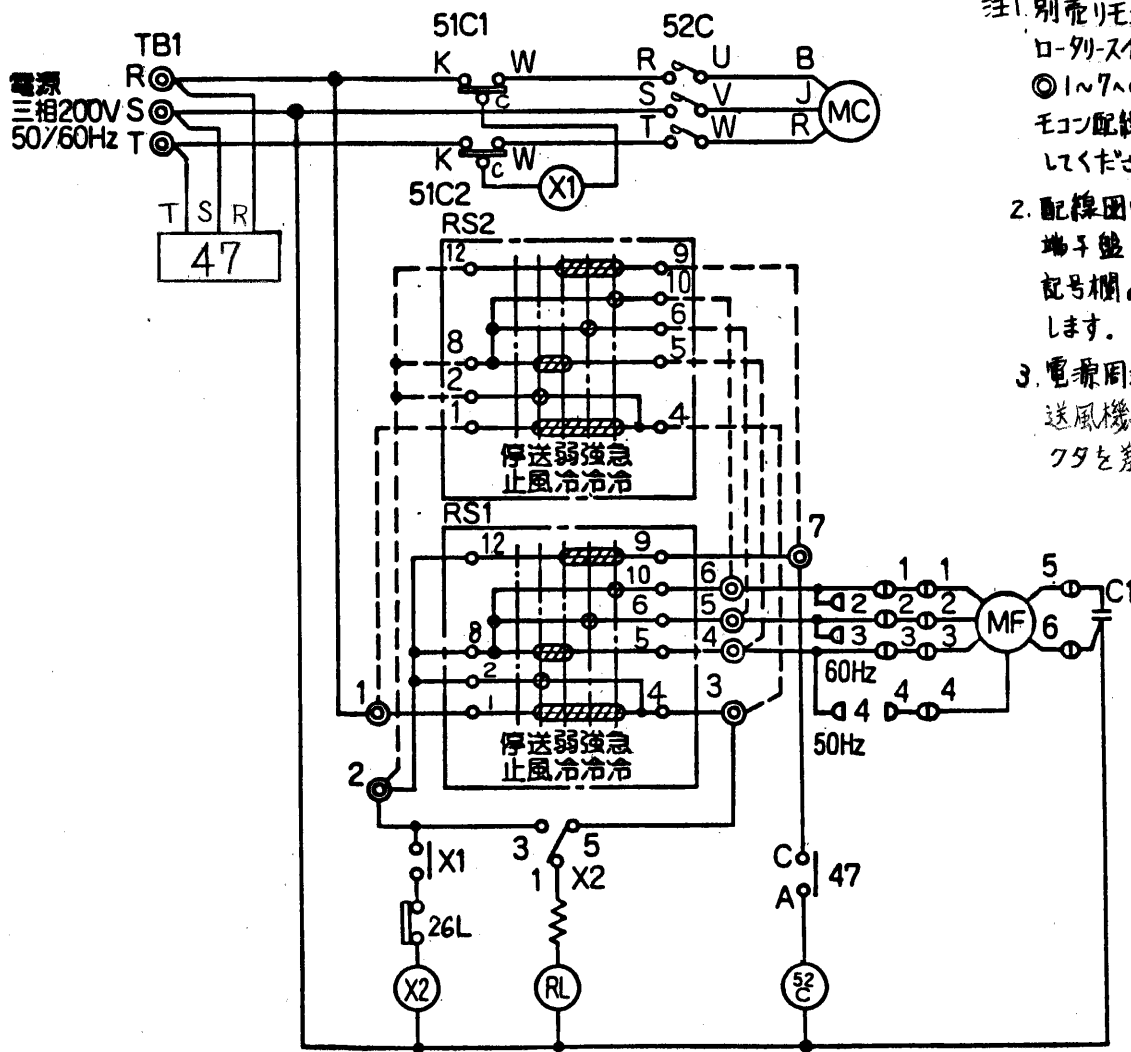 51C1
52C
TB1
電源
三相200V
50/60Hz
R
S
T
K W
C
R U B
S V J
T W R
MC
K W
C
X1
51C2
T S R
47
RS2
12 9
10
6
8 5
2
1 4
停送弱強急
止風冷冷冷
RS1
7
12 9
10 6
6 5
8 5 4
2
1 1 4 3
停送弱強急
止風冷冷冷
2
1 1
2 2 2
3 3 3
60Hz
4 4 4
50Hz
MF
5
6
C1
3 5
1 X2
X1
26L
X2
RL
C
A
47
52
C
注1.別売リモ
ロータリースイ
◎1~7へ
モコン配線
してくださ
2.配線図
端子盤
記号欄
します.
3.電源周
送風機
クタを